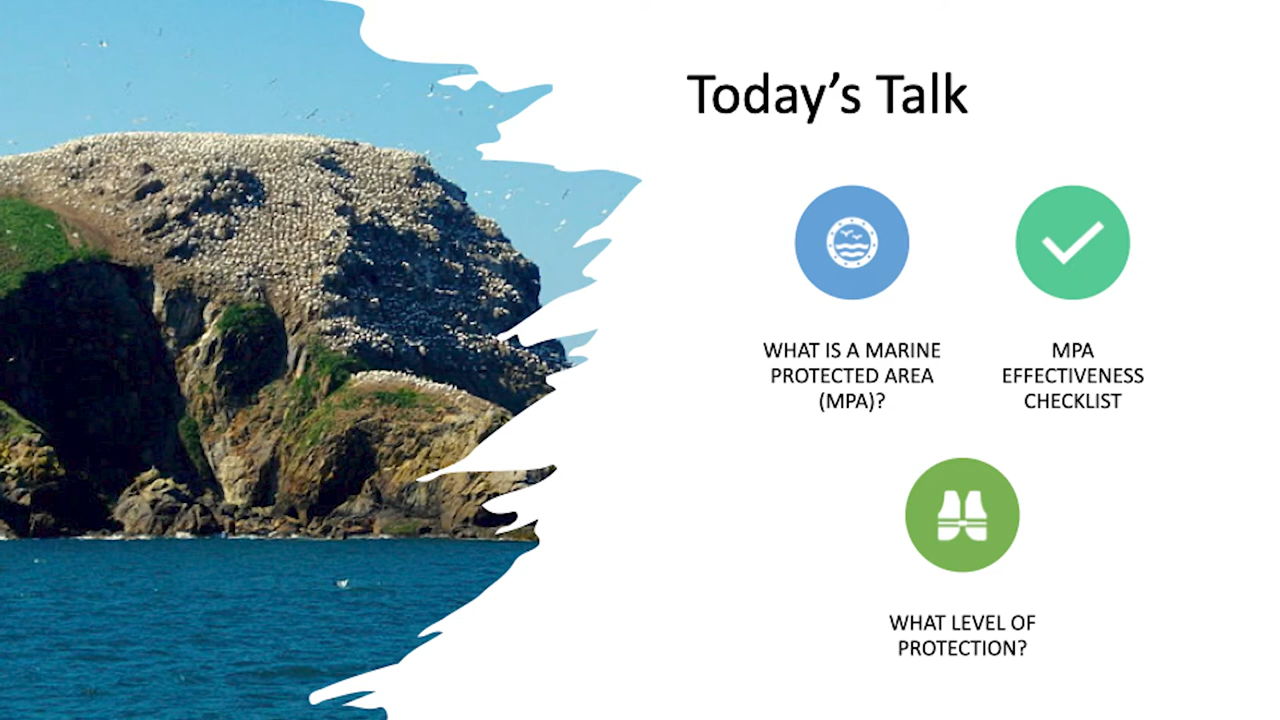 Today’s Talk
WHAT IS A MARINE
PROTECTED AREA
(MPA)?
MPA
EFFECTIVENESS
CHECKLIST
WHAT LEVEL OF
PROTECTION?